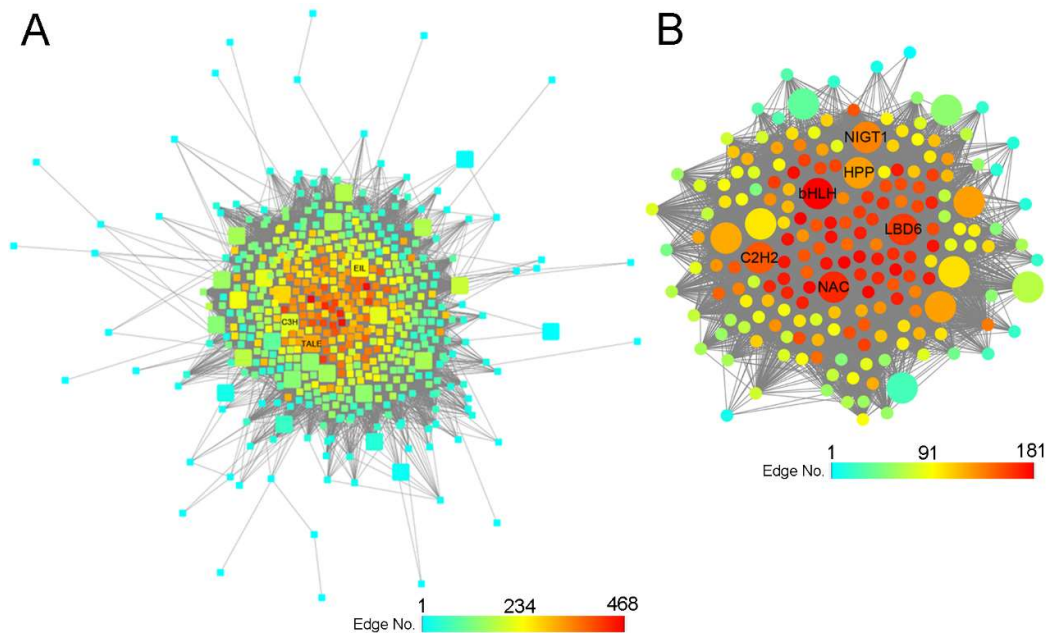 A
B
EIL
C3H
TALE
NIGT1
HPP
bHLH
LBD6
C2H2
NAC
1 91 181
Edge No.
1 234 468
Edge No.